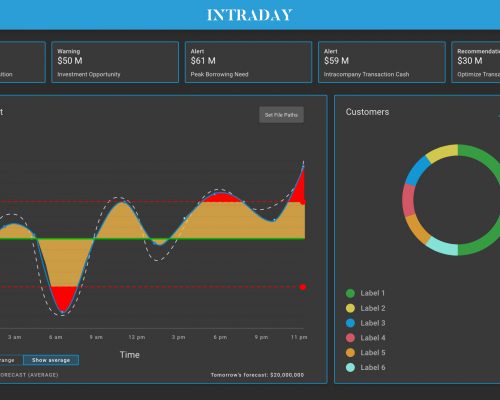 INTRADAY
Warning
$50 M
Investment Opportunity
Alert
$61 M
Peak Borrowing Need
Alert
$59 M
Intracompany Transaction Cash
Recommendatio
$30 M
Optimize Transa
sition
t
Set File Paths
3 am 6 am 9 am 12 pm 3 pm 6 pm 9 pm 11 pm
Time
range Show average
FORECAST (AVERAGE) Tomorrow's forecast: $20,000,000
Customers
Label 1
Label 2
Label 3
Label 4
Label 5
Label 6